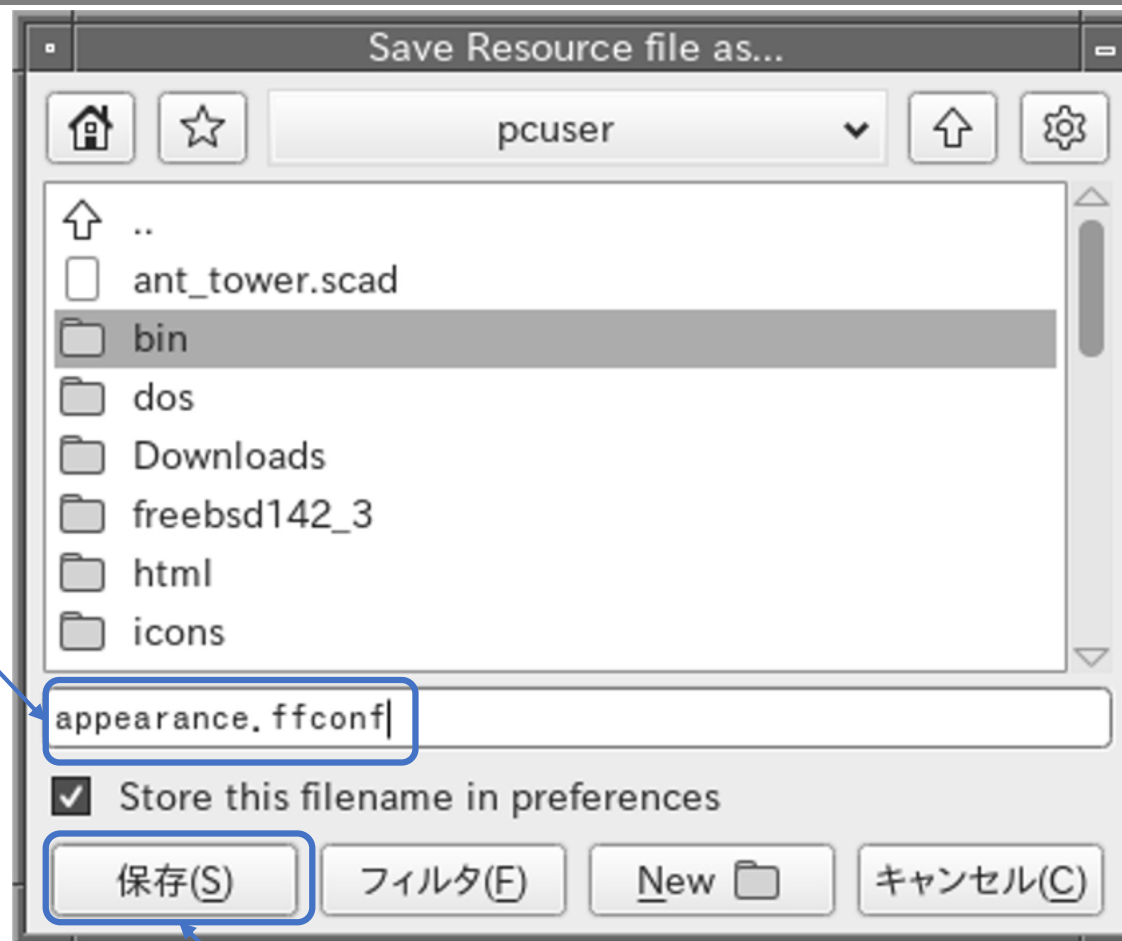 Save Resource file as...
pcuser
..
ant_tower.scad
bin
dos
Downloads
freebsd142_3
html
icons
appearance.ffconf
Store this filename in preferences
保存(S) フィルタ(F) New キャンセル(C)